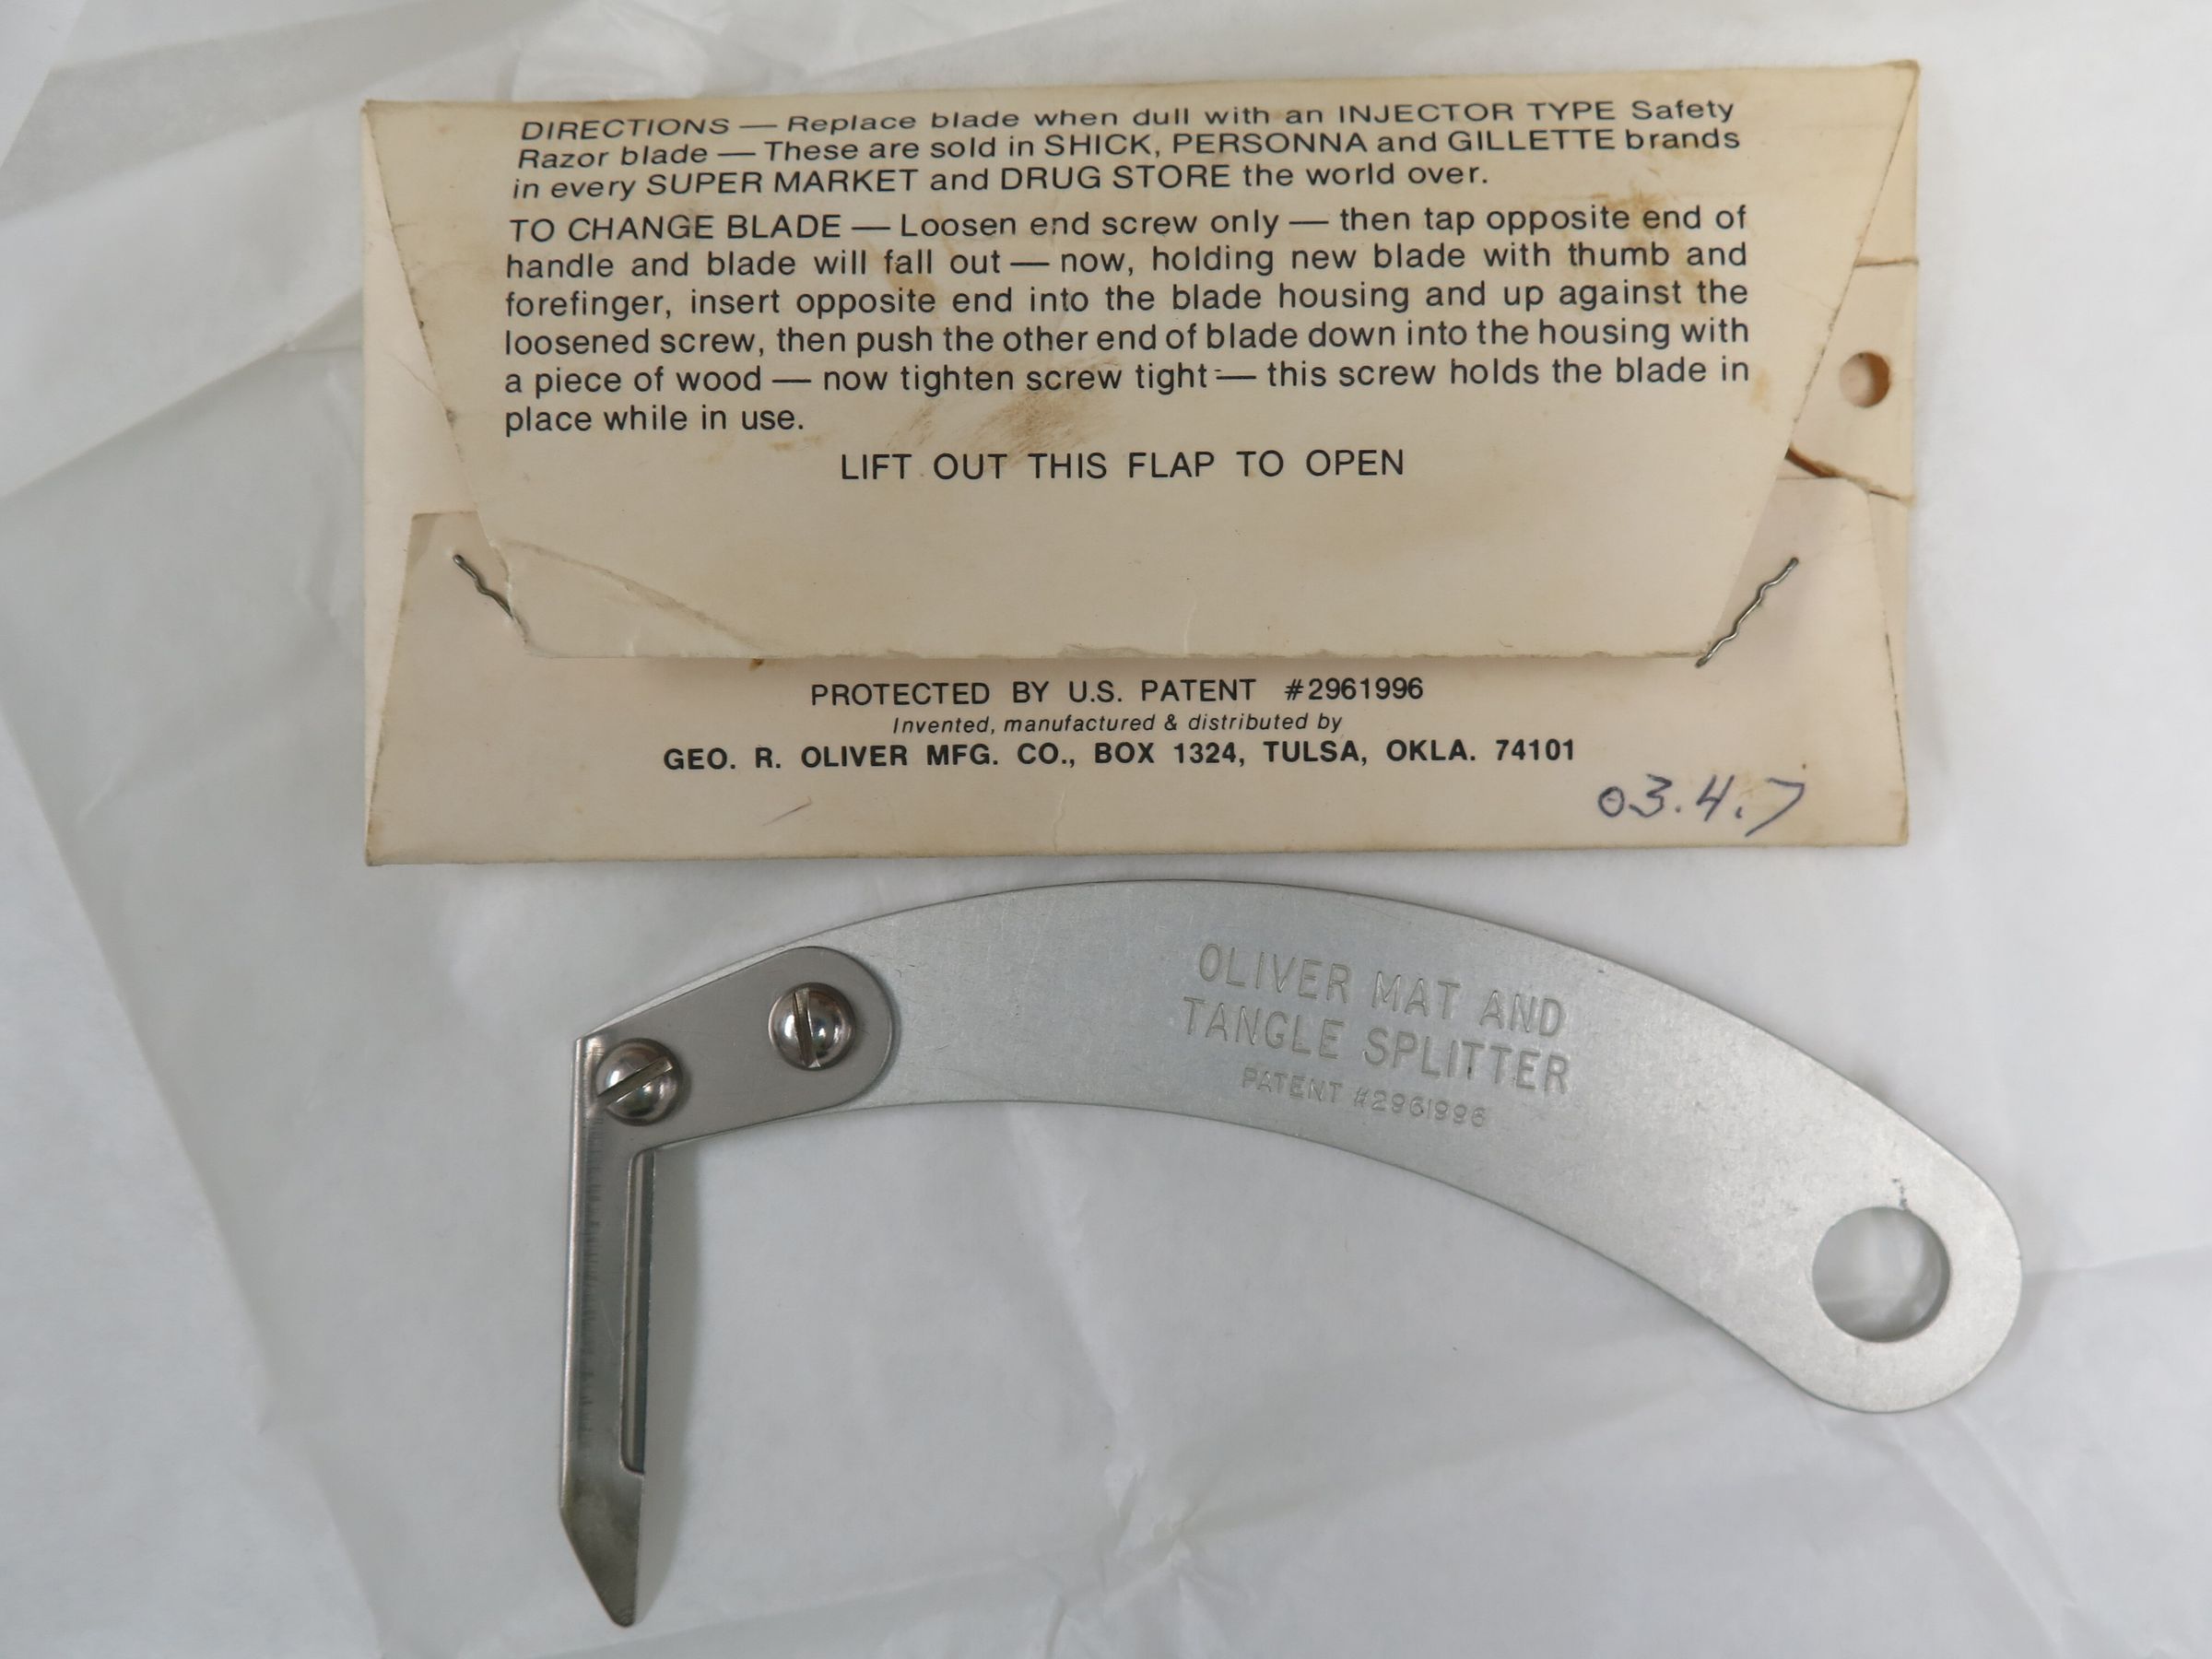 DIRECTIONS — Replace blade when dull with an INJECTOR TYPE Safety
Razor blade — These are sold in SHICK, PERSONNA and GILLETTE brands
in every SUPER MARKET and DRUG STORE the world over.
TO CHANGE BLADE — Loosen end screw only — then tap opposite end of
handle and blade will fall out — now, holding new blade with thumb and
forefinger, insert opposite end into the blade housing and up against the
loosened screw, then push the other end of blade down into the housing with
a piece of wood — now tighten screw tight — this screw holds the blade in
place while in use.
LIFT OUT THIS FLAP TO OPEN
PROTECTED BY U.S. PATENT #2961996
Invented, manufactured & distributed by
GEO. R. OLIVER MFG. CO., BOX 1324, TULSA, OKLA. 74101
03.4.7
OLIVER MAT AND
TANGLE SPLITTER
PATENT #2961996